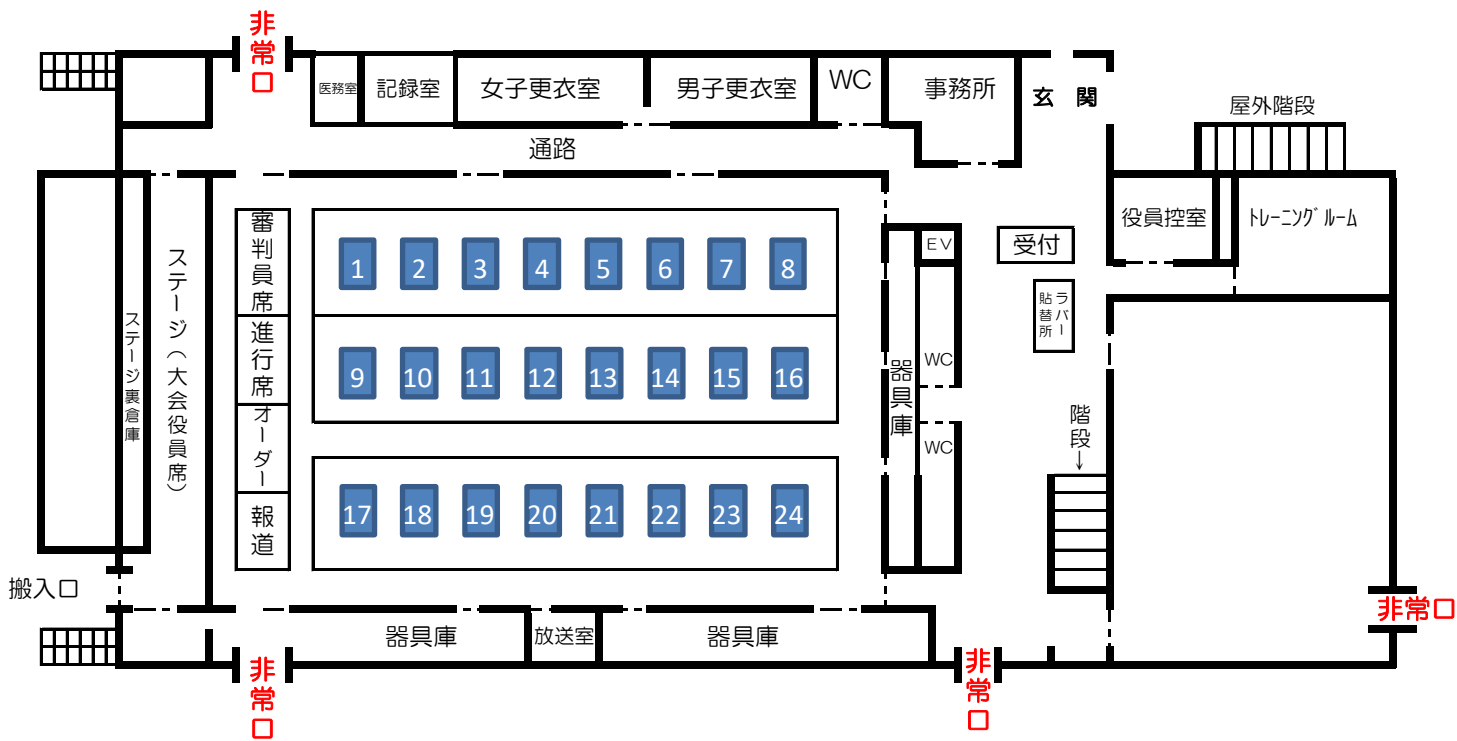 非常口
医務室
記録室
女子更衣室
男子更衣室
WC
事務所
玄 関
屋外階段
通路
役員控室
トレーニングルーム
受付
EV
ラバー貼替所
ステージ裏倉庫
ステージ(大会役員席)
審判員席
進行席
オーダー
報道
1 2 3 4 5 6 7 8
9 10 11 12 13 14 15 16
17 18 19 20 21 22 23 24
器具庫
WC
WC
階段↓
搬入口
器具庫
放送室
器具庫
非常口
非常口
非常口